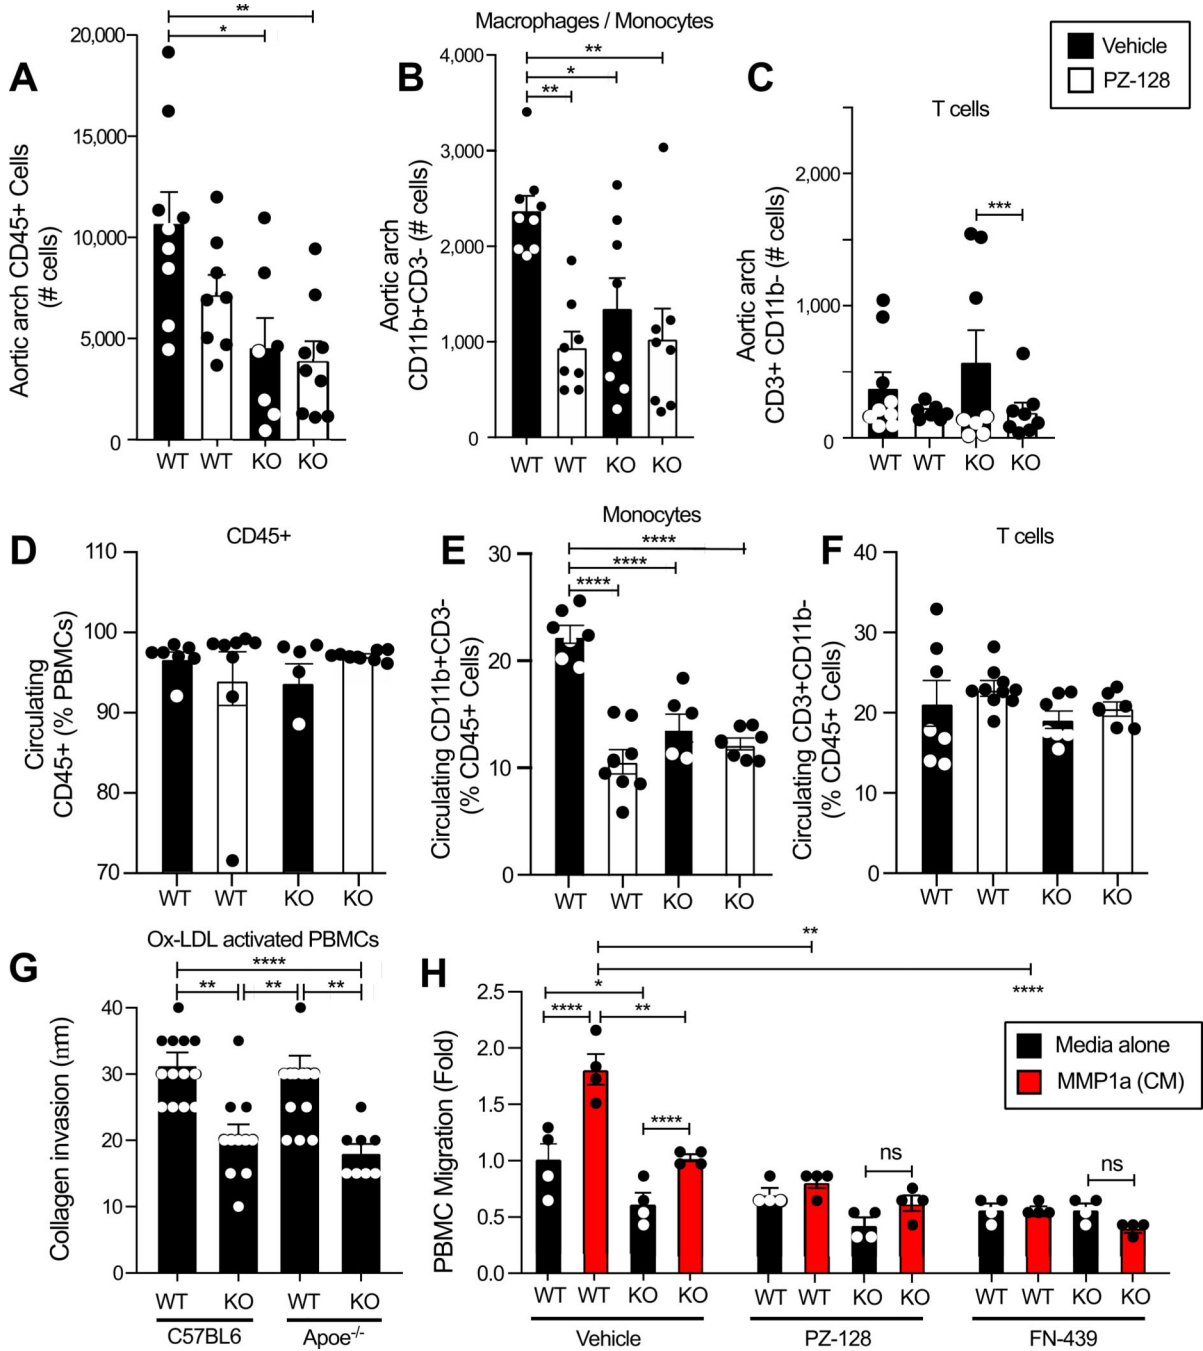 A
20,000
15,000
10,000
5,000
0
Aortic arch CD45+ Cells
(# cells)
**
*
WT WT KO KO
Macrophages / Monocytes
B
4,000
3,000
2,000
1,000
0
Aortic arch
CD11b+CD3- (# cells)
**
*
**
WT WT KO KO
C
T cells
2,000
1,000
0
Aortic arch
CD3+ CD11b- (# cells)
***
WT WT KO KO
Vehicle
PZ-128
D
CD45+
110
100
90
80
70
Circulating
CD45+ (% PBMCs)
WT WT KO KO
E
Monocytes
30
20
10
0
Circulating CD11b+CD3-
(% CD45+ Cells)
****
****
****
WT WT KO KO
F
T cells
40
30
20
10
0
Circulating CD3+CD11b-
(% CD45+ Cells)
WT WT KO KO
G
Ox-LDL activated PBMCs
****
** ** **
40
30
20
10
0
Collagen invasion (nm)
WT KO WT KO
C57BL6 Apoe-/-
H
**
****
*
**** **
****
ns
ns
2.5
2.0
1.5
1.0
0.5
0.0
PBMC Migration (Fold)
WT WT KO KO WT WT KO KO WT WT KO KO
Vehicle PZ-128 FN-439
Media alone
MMP1a (CM)